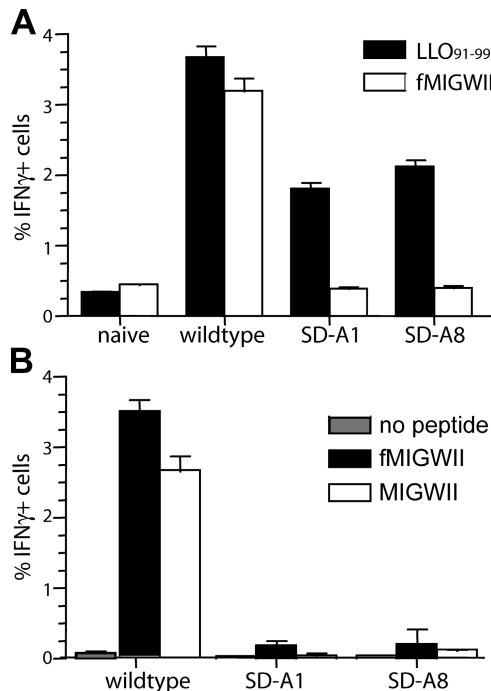 A
% IFNγ+ cells
4
3
2
1
0
LLO91-99
fMIGWII
naive wildtype SD-A1 SD-A8
B
% IFNγ+ cells
4
3
2
1
0
no peptide
fMIGWII
MIGWII
wildtype SD-A1 SD-A8